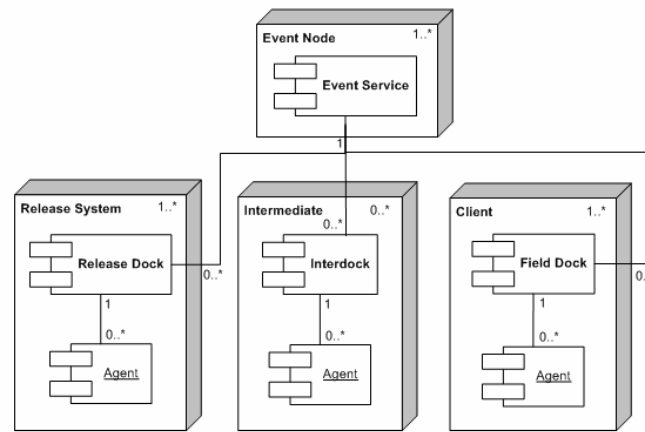 Event Node
1..*
Event Service
1
Release System
1..*
Release Dock
0..*
1
0..*
Agent
Intermediate
0..*
0..*
Interdock
1
0..*
Agent
Client
1..*
Field Dock
0..
1
0..*
Agent